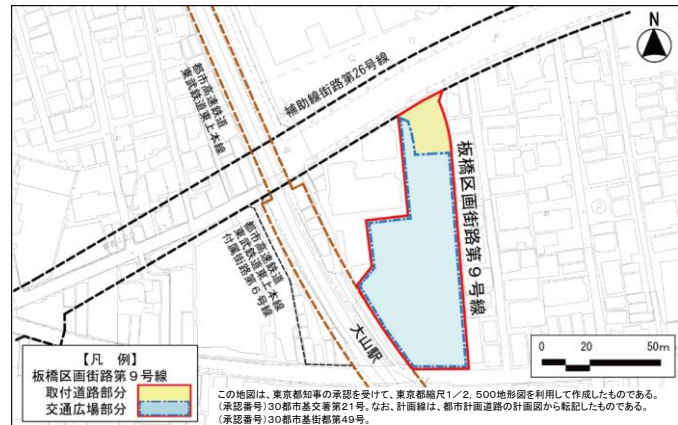 N
補助線街路第26号線
都市高速鉄道
東武鉄道東上本線
板橋区画街路第9号線
都市高速鉄道
東武鉄道東上本線
付属街路第6号線
大山駅
0 20 50m
【凡 例】
板橋区画街路第9号線
取付道路部分
交通広場部分
この地図は、東京都知事の承認を受けて、東京都縮尺1/2,500地形図を利用して作成したものである。
(承認番号)30都市基交著第21号。なお、計画線は、都市計画道路の計画図から転記したものである。
(承認番号)30都市基街都第49号。